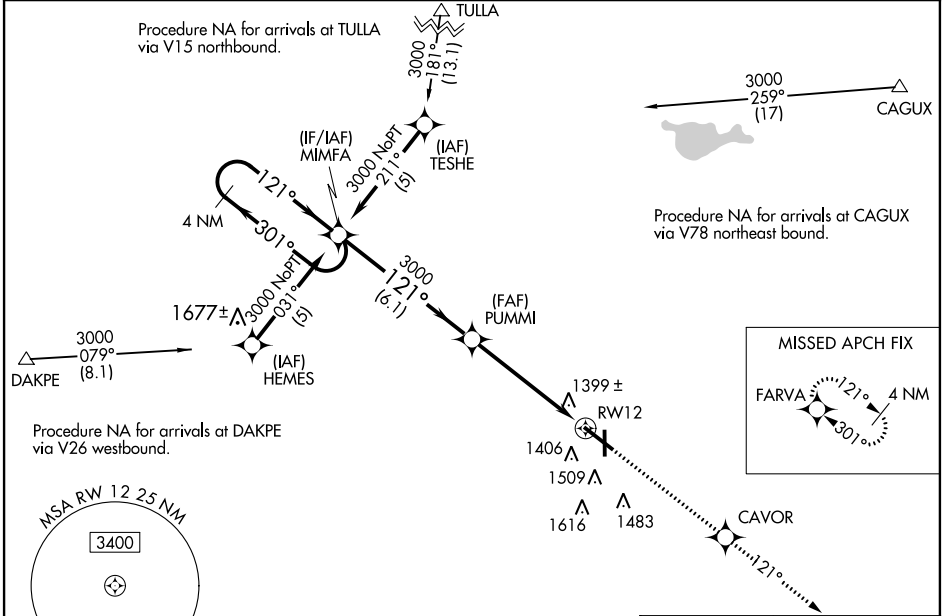 TULLA
Procedure NA for arrivals at TULLA
via V15 northbound.
3000
181°
(13.1)
3000
259°
(17)
CAGUX
(IF/IAF)
MIMFA
(IAF)
TESHE
3000 NoPT
211°
(5)
121°
4 NM
301°
Procedure NA for arrivals at CAGUX
via V78 northeast bound.
3000 NoPT
031°
(5)
3000
121°
(6.1)
(FAF)
PUMMI
1677±
3000
079°
(8.1)
DAKPE
(IAF)
HEMES
MISSED APCH FIX
FARVA
121°
4 NM
301°
1399 ±
RW12
1406
1509
1616
1483
Procedure NA for arrivals at DAKPE
via V26 westbound.
CAVOR
121°
MSA RW 12 25 NM
3400